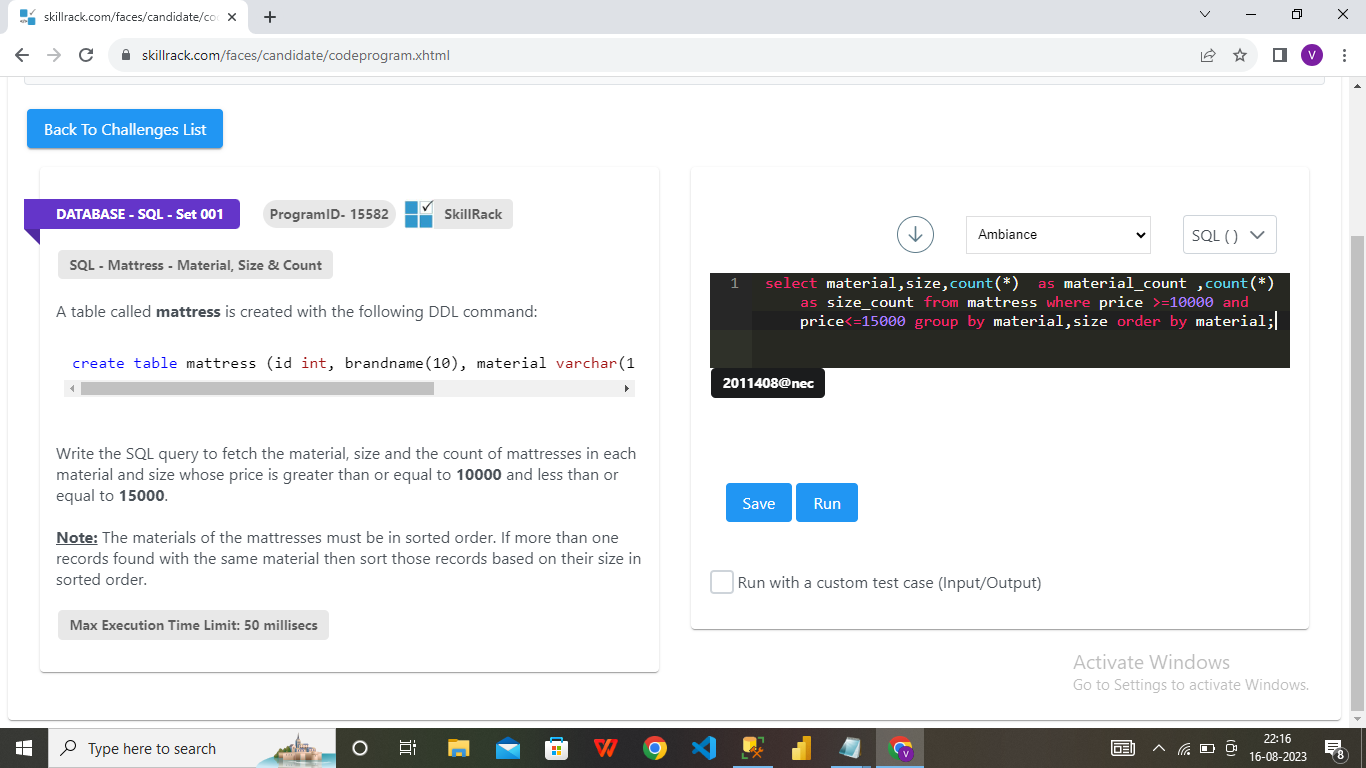 skillrack.com/faces/candidate/co
skillrack.com/faces/candidate/codeprogram.xhtml
V
Back To Challenges List
DATABASE - SQL - Set 001
ProgramID- 15582
SkillRack
SQL - Mattress - Material, Size & Count
A table called mattress is created with the following DDL command:
create table mattress (id int, brandname(10), material varchar(1
Write the SQL query to fetch the material, size and the count of mattresses in each
material and size whose price is greater than or equal to 10000 and less than or
equal to 15000.
Note: The materials of the mattresses must be in sorted order. If more than one
records found with the same material then sort those records based on their size in
sorted order.
Max Execution Time Limit: 50 millisecs
Ambiance
SQL ( )
1 select material,size,count(*)  as material_count ,count(*)
as size_count from mattress where price >=10000 and
price<=15000 group by material,size order by material;
2011408@nec
Save
Run
Run with a custom test case (Input/Output)
Activate Windows
Go to Settings to activate Windows.
Type here to search
V
22:16
16-08-2023
8